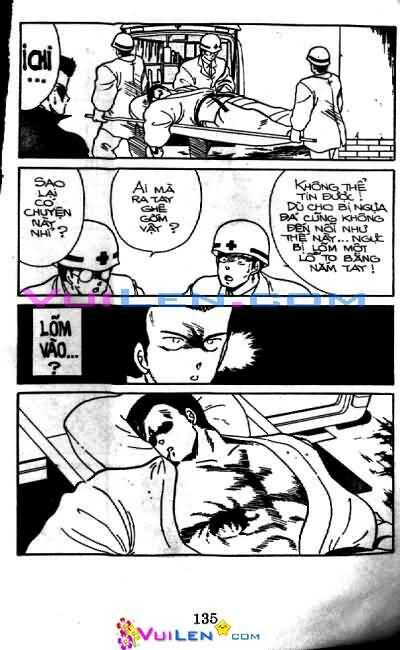 ỊCHI
...
KHÔNG THỂ
TIN ĐƯỢC!
DÙ CHO BỊ NGỰA
ĐÁ CŨNG KHÔNG
ĐẾN NỖI NHƯ
THẾ NÀY... NGỰC
BỊ LÕM MỘT
LỖ TO BẰNG
NẮM TAY!
AI MÀ
RA TAY
GHÊ
GỚM
VẬY?
SAO
LẠI
CÓ
CHUYỆN
NÀY
NHỈ?
VUILEN.COM
LÕM
VÀO...
?
135
VUILEN.COM